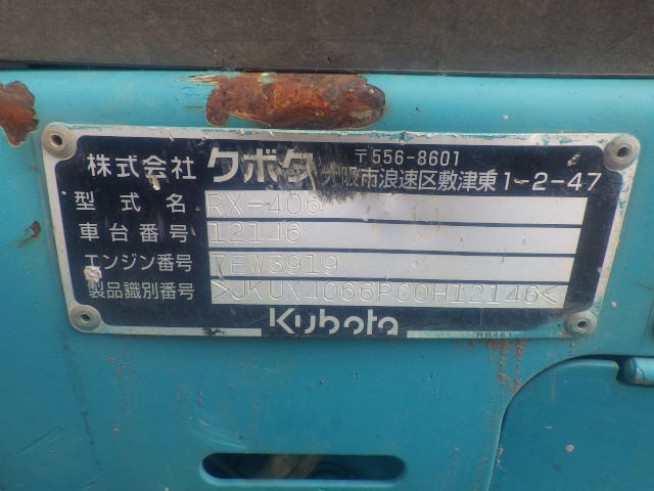 株式会社 クボタ 〒556-8601
大阪市浪速区敷津東1-2-47
型式名 RX-406
車台番号 12146
エンジン番号 7EW3919
製品識別番号 >JKUX4066P00H12146<
Kubota